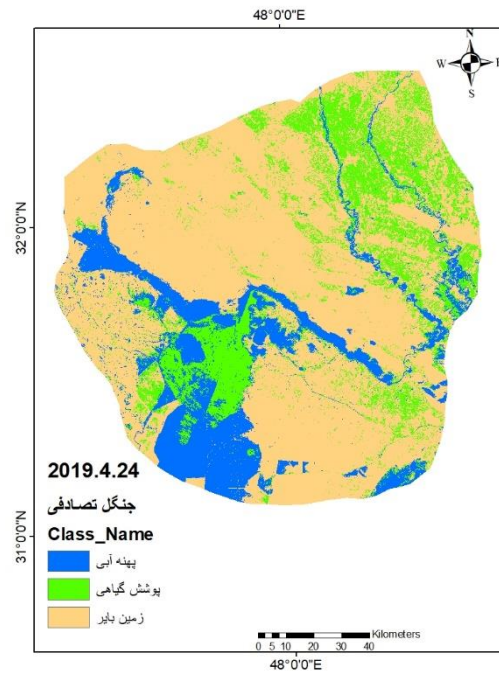 48°0'0"E
N
W
E
S
32°0'0"N
2019.4.24
جنگل تصادفی
Class_Name
پهنه آبی
پوشش گیاهی
زمین بایر
31°0'0"N
Kilometers
0 5 10 20 30 40
48°0'0"E